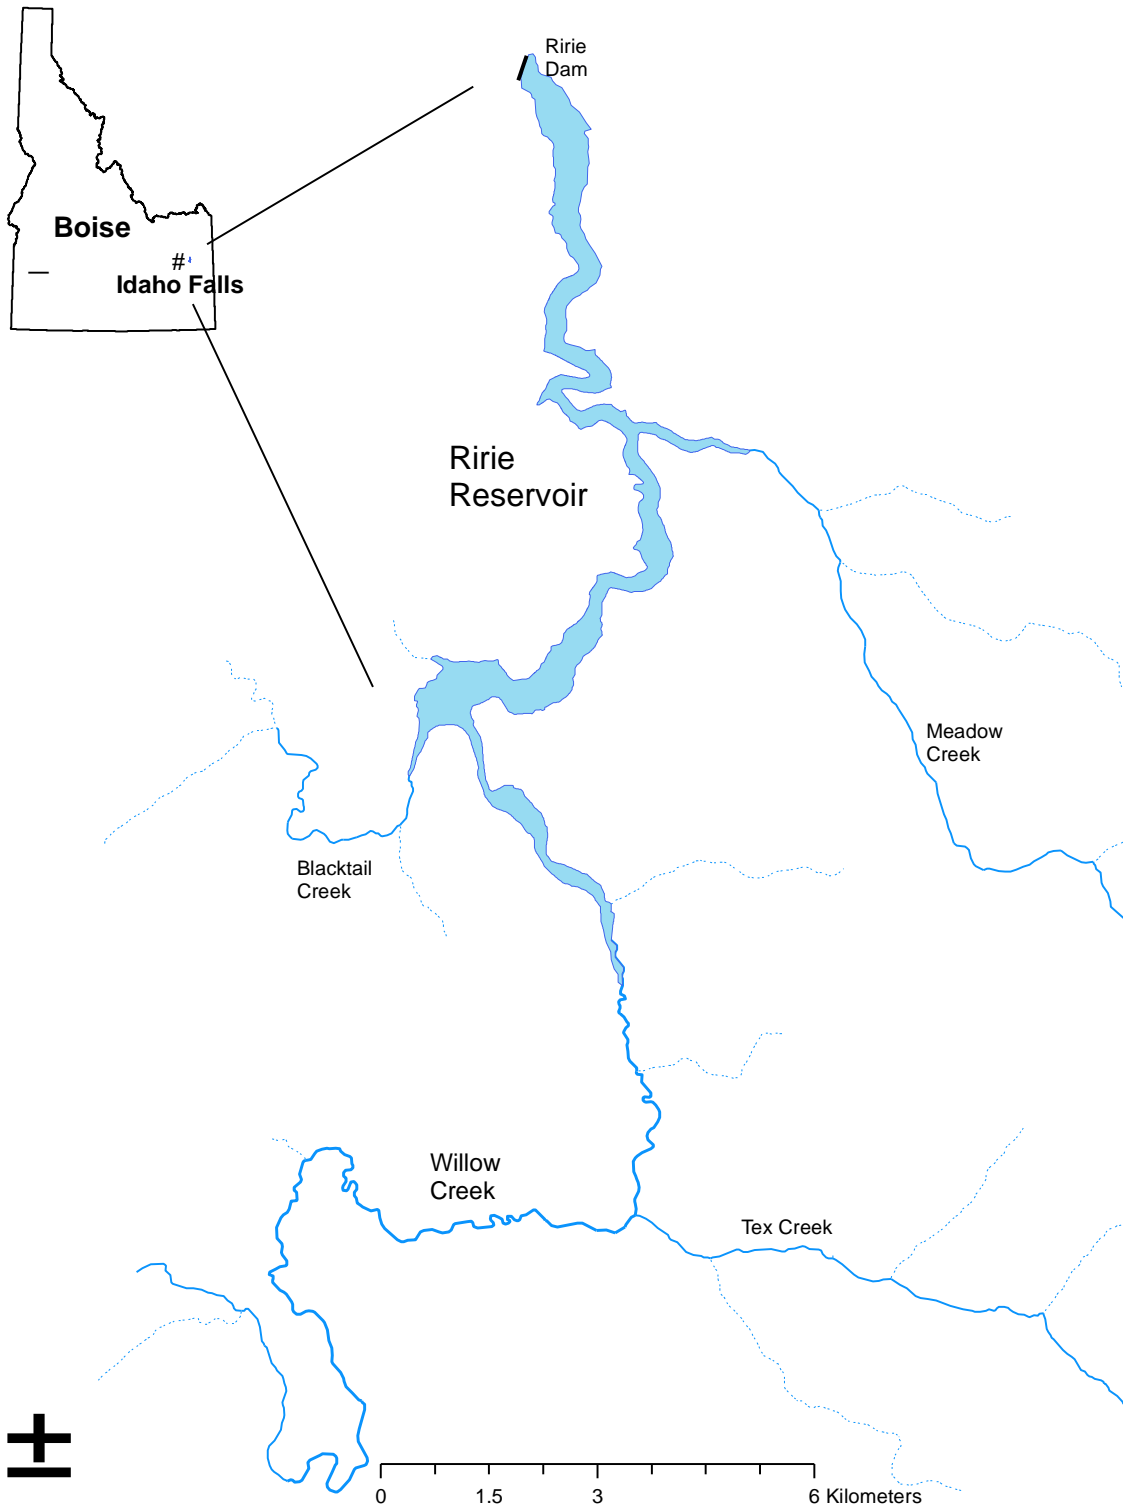 Ririe
Dam
Boise
#
Idaho Falls
Ririe
Reservoir
Meadow
Creek
Blacktail
Creek
Willow
Creek
Tex Creek
±
0 1.5 3 6 Kilometers